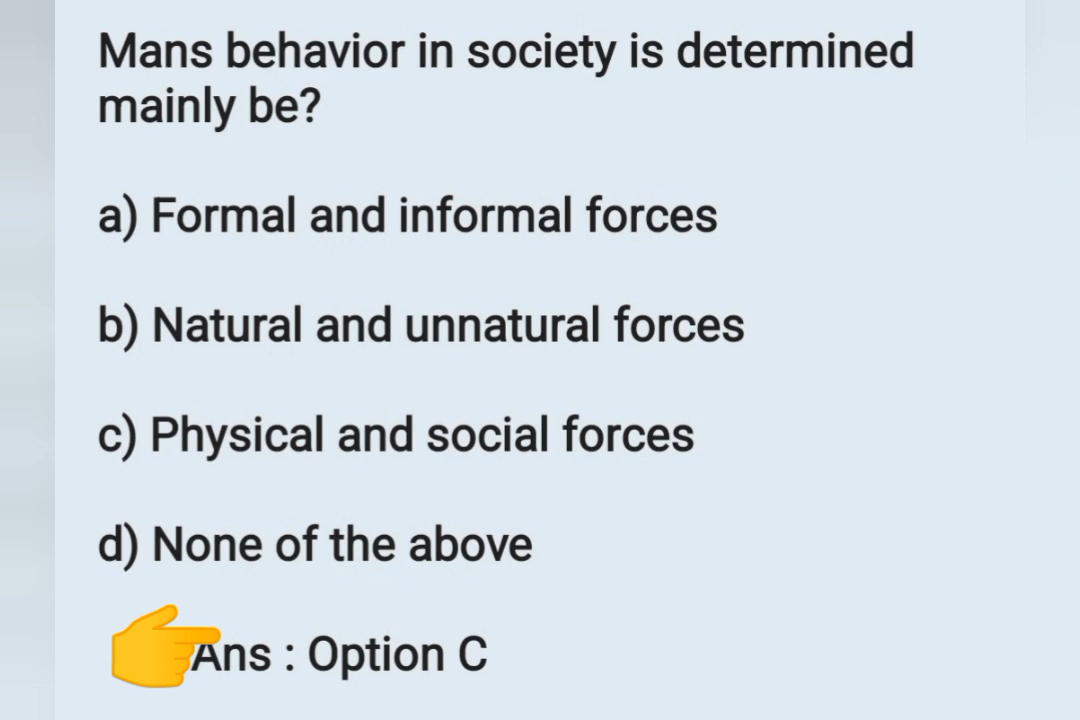 Mans behavior in society is determined
mainly be?
a) Formal and informal forces
b) Natural and unnatural forces
c) Physical and social forces
d) None of the above
Ans : Option C